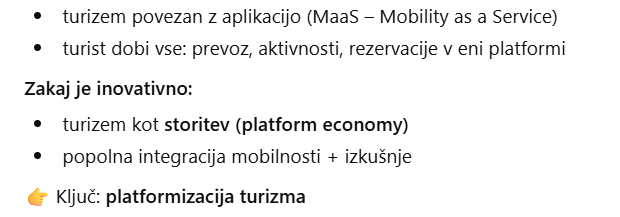 • turizem povezan z aplikacijo (MaaS – Mobility as a Service)
• turist dobi vse: prevoz, aktivnosti, rezervacije v eni platformi
Zakaj je inovativno:
• turizem kot storitev (platform economy)
• popolna integracija mobilnosti + izkušnje
👉 Ključ: platformizacija turizma